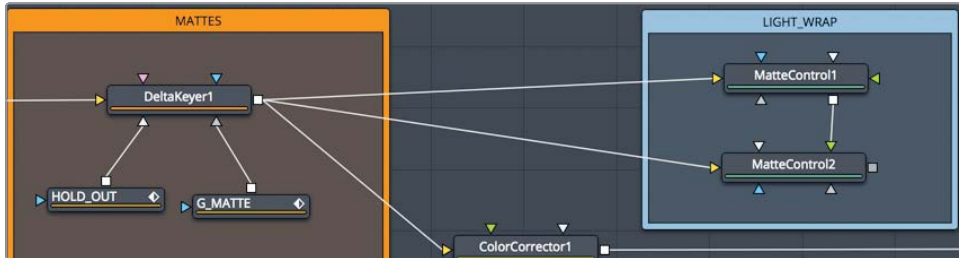 MATTES
LIGHT_WRAP
MatteControl1
DeltaKeyer1
MatteControl2
HOLD_OUT
G_MATTE
ColorCorrector1